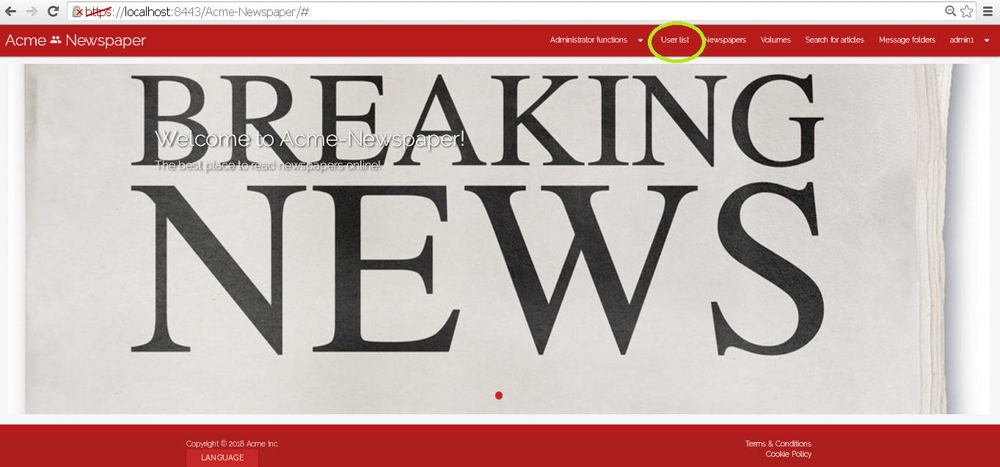 https://localhost:8443/Acme-Newspaper/#
Acme Newspaper
Administrator functions User list Newspapers Volumes Search for articles Message folders admin1
BREAKING
Welcome to Acme-Newspaper!
The best place to read newspapers online!
NEWS
Copyright © 2018 Acme Inc.
LANGUAGE
Terms & Conditions
Cookie Policy